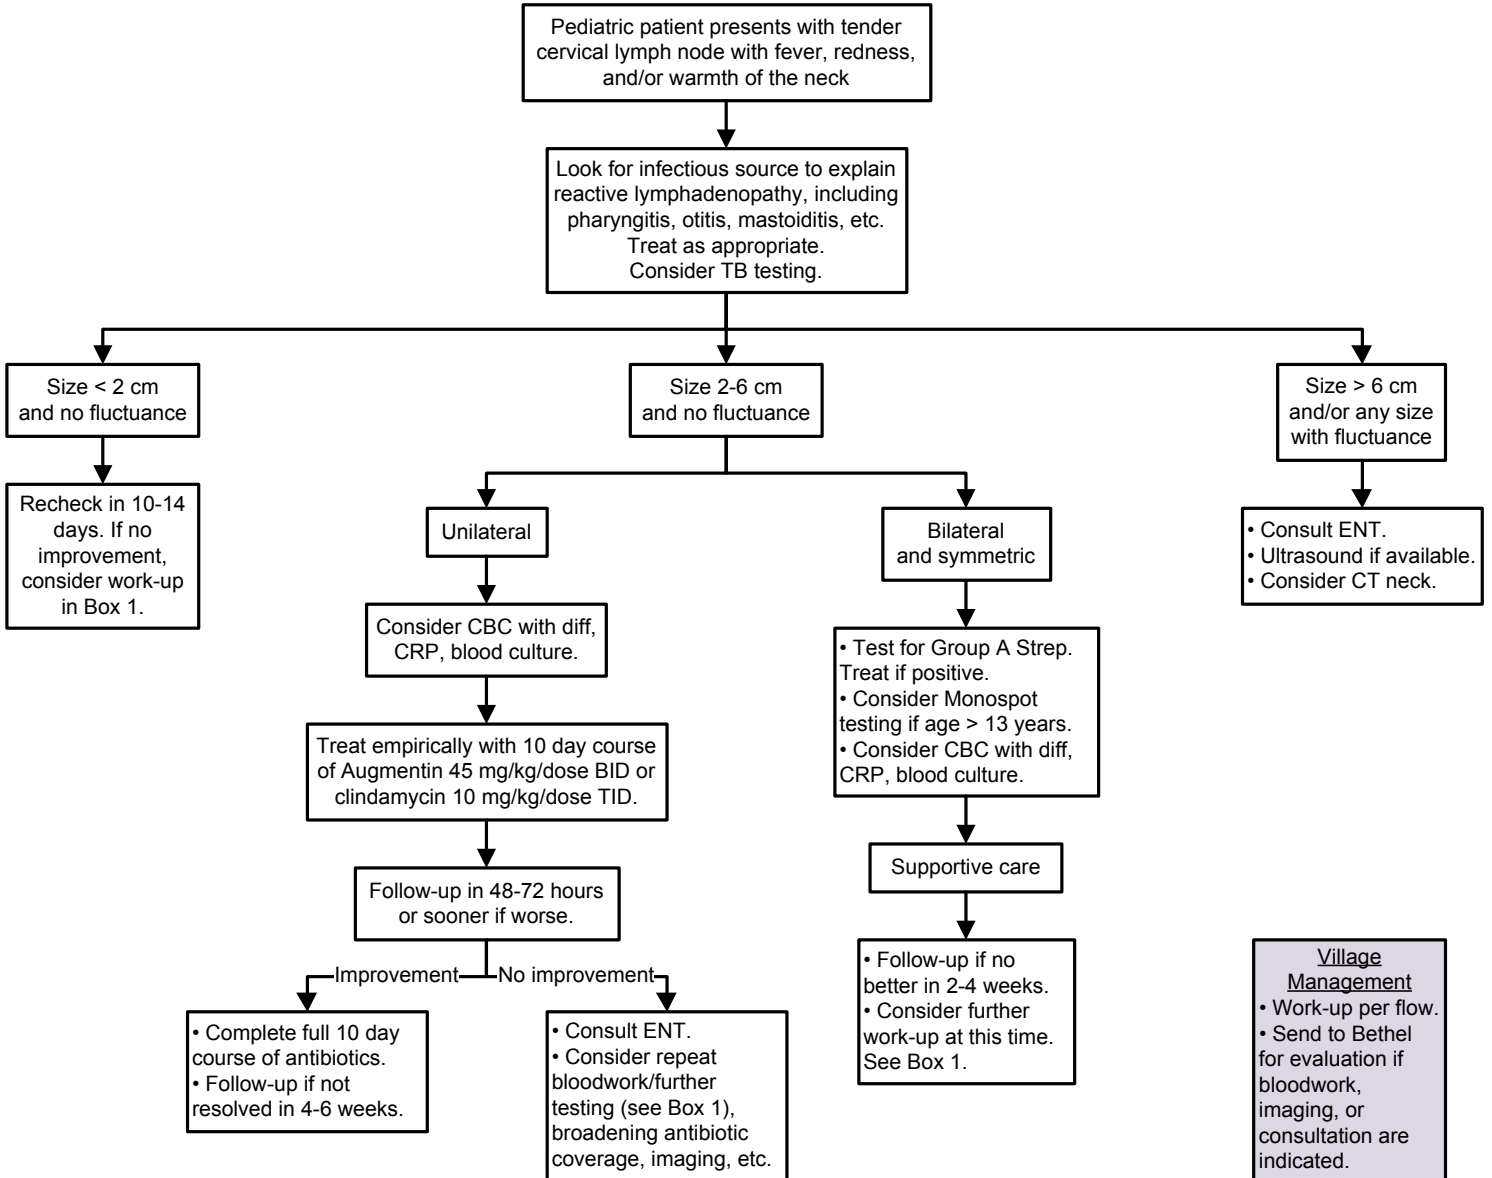 Pediatric patient presents with tender
cervical lymph node with fever, redness,
and/or warmth of the neck
Look for infectious source to explain
reactive lymphadenopathy, including
pharyngitis, otitis, mastoiditis, etc.
Treat as appropriate.
Consider TB testing.
Size < 2 cm
and no fluctuance
Recheck in 10-14
days. If no
improvement,
consider work-up
in Box 1.
Size 2-6 cm
and no fluctuance
Unilateral
Consider CBC with diff,
CRP, blood culture.
Treat empirically with 10 day course
of Augmentin 45 mg/kg/dose BID or
clindamycin 10 mg/kg/dose TID.
Follow-up in 48-72 hours
or sooner if worse.
Improvement
No improvement
• Complete full 10 day
course of antibiotics.
• Follow-up if not
resolved in 4-6 weeks.
• Consult ENT.
• Consider repeat
bloodwork/further
testing (see Box 1),
broadening antibiotic
coverage, imaging, etc.
Bilateral
and symmetric
• Test for Group A Strep.
Treat if positive.
• Consider Monospot
testing if age > 13 years.
• Consider CBC with diff,
CRP, blood culture.
Supportive care
• Follow-up if no
better in 2-4 weeks.
• Consider further
work-up at this time.
See Box 1.
Size > 6 cm
and/or any size
with fluctuance
• Consult ENT.
• Ultrasound if available.
• Consider CT neck.
Village
Management
• Work-up per flow.
• Send to Bethel
for evaluation if
bloodwork,
imaging, or
consultation are
indicated.